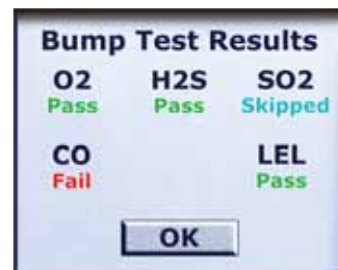 Bump Test Results
O2 H2S SO2
Pass Pass Skipped
CO LEL
Fail Pass
OK